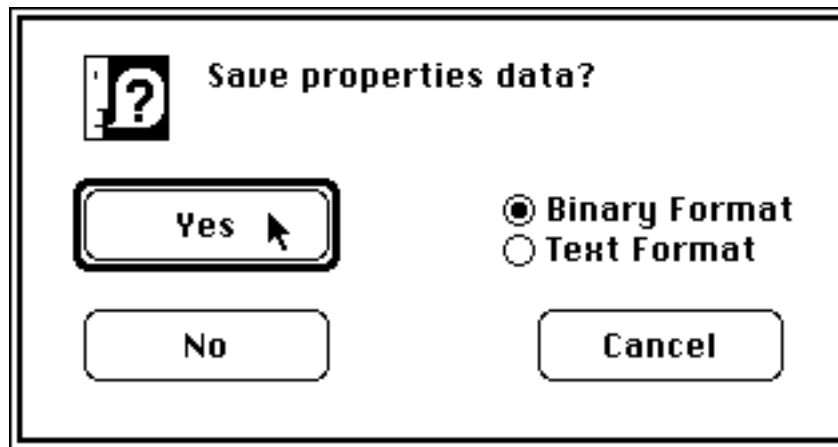 Save properties data?
Yes
Binary Format
Text Format
No
Cancel